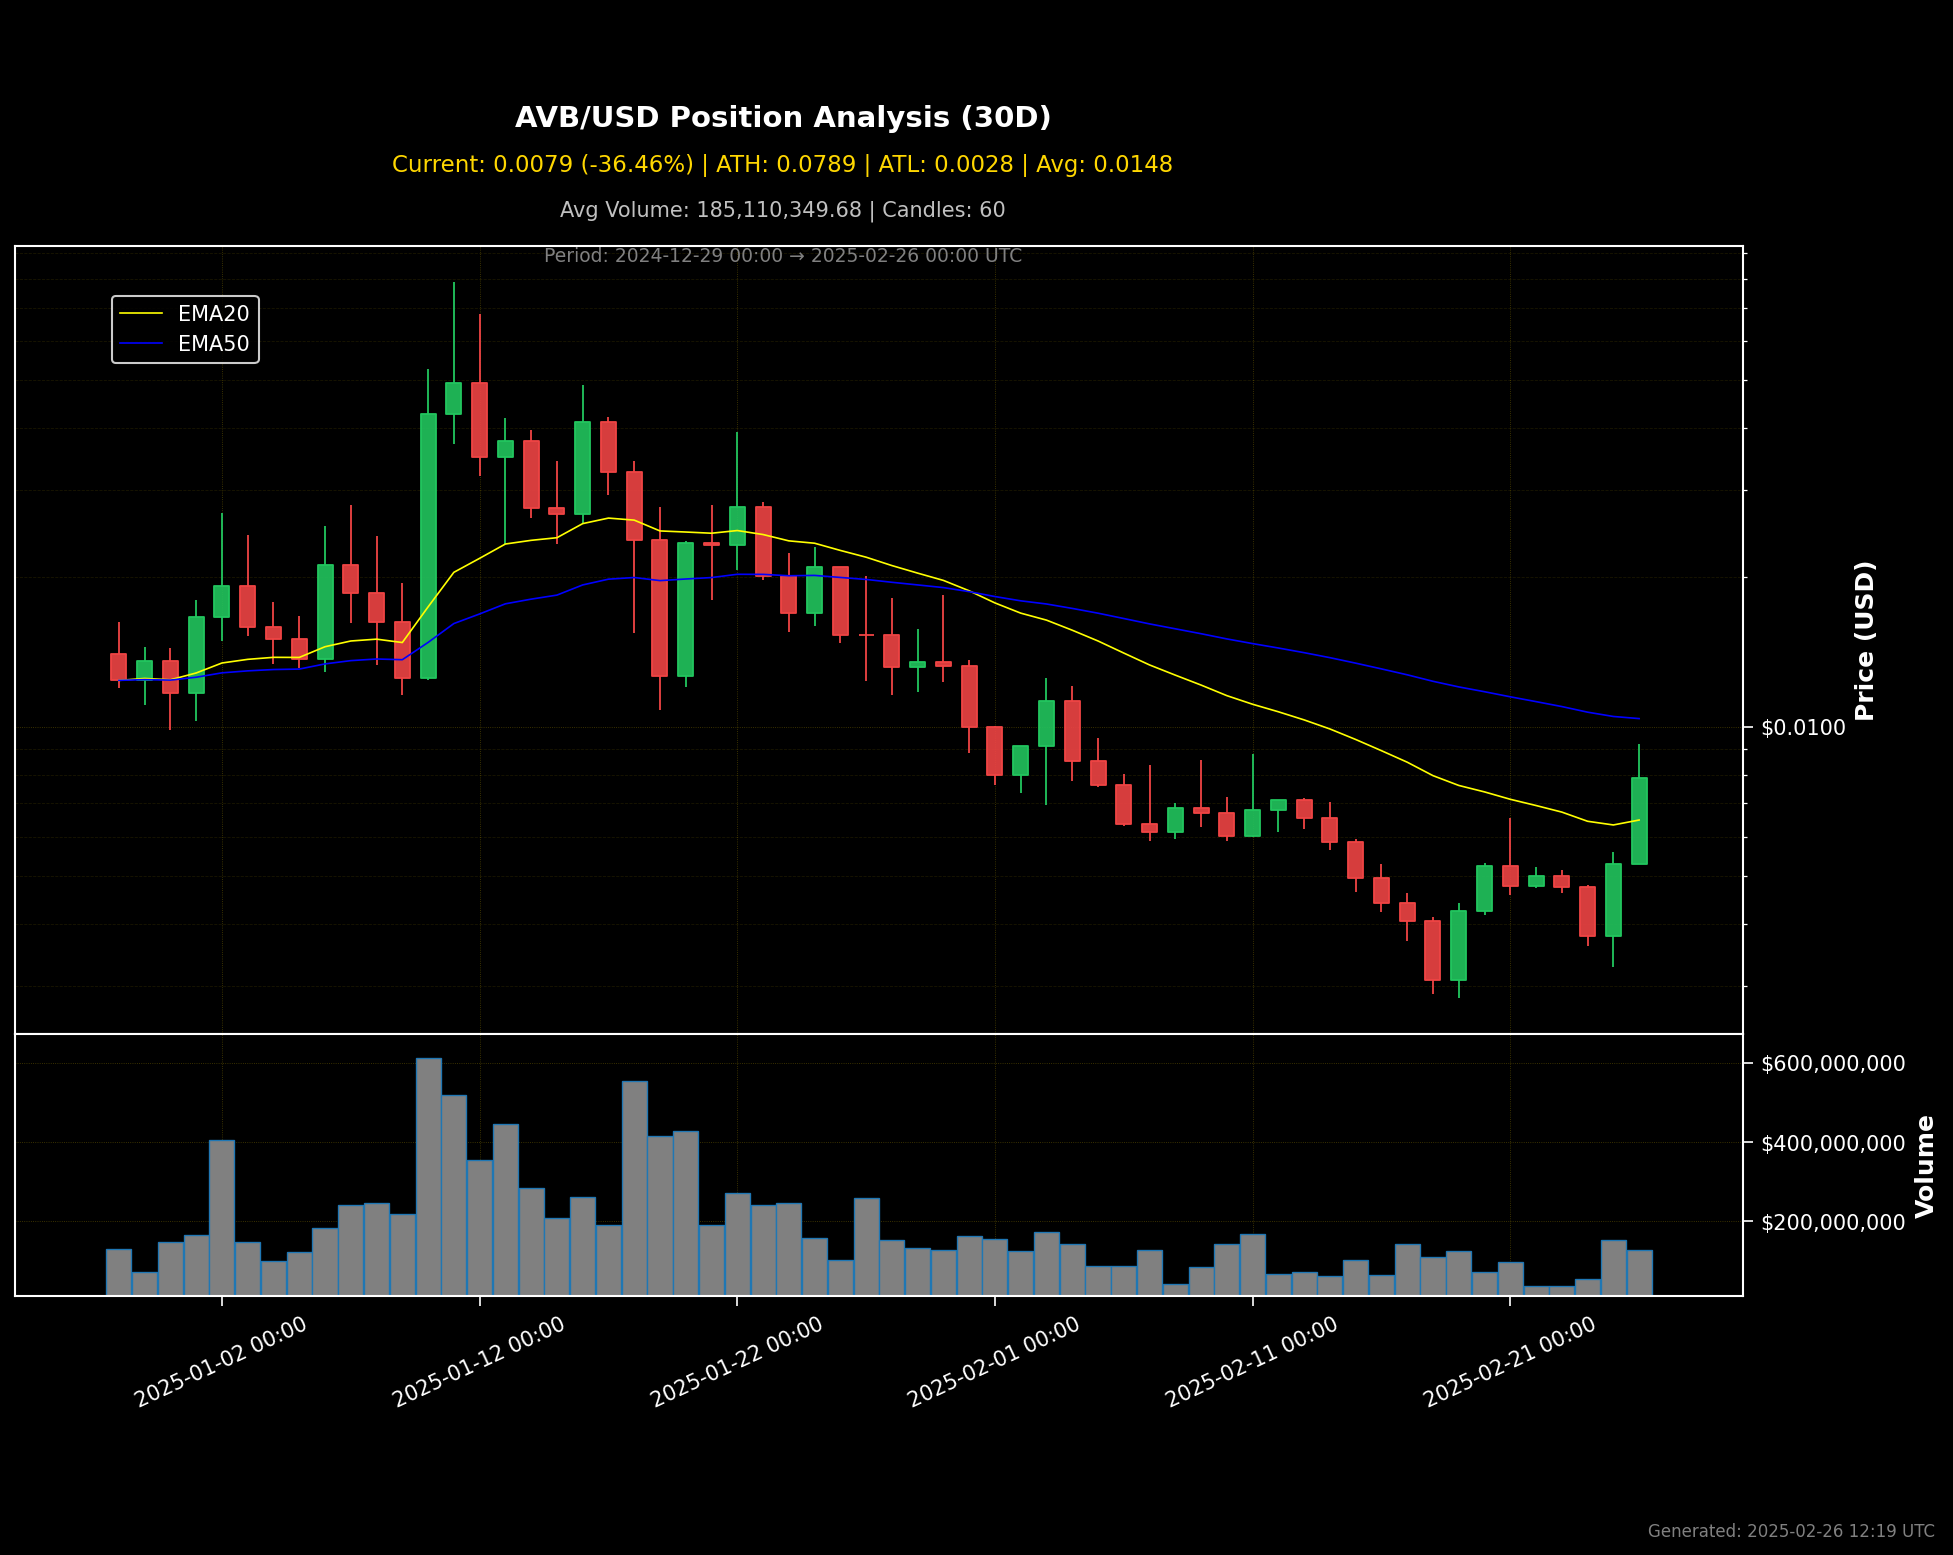 AVB/USD Position Analysis (30D)
Current: 0.0079 (-36.46%) | ATH: 0.0789 | ATL: 0.0028 | Avg: 0.0148
Avg Volume: 185,110,349.68 | Candles: 60
Period: 2024-12-29 00:00 → 2025-02-26 00:00 UTC
EMA20
EMA50
$0.0100
Price (USD)
$600,000,000
$400,000,000
$200,000,000
Volume
2025-01-02 00:00
2025-01-12 00:00
2025-01-22 00:00
2025-02-01 00:00
2025-02-11 00:00
2025-02-21 00:00
Generated: 2025-02-26 12:19 UTC